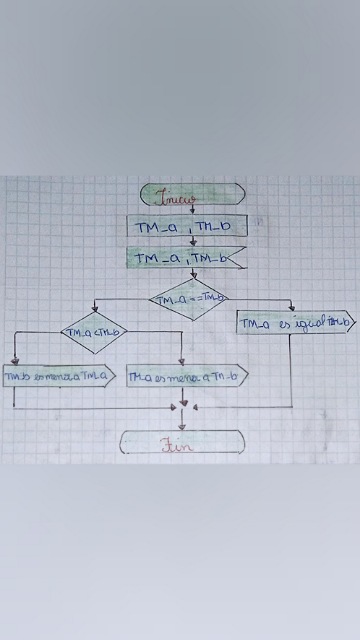 Inicio
TM_a , TM_b
TM_a , TM_b
TM_a == TM_b
TM_a < TM_b
TM_a es igual TM_b
TM_b es menor a TM_a
TM_a es menor a TM_b
Fin